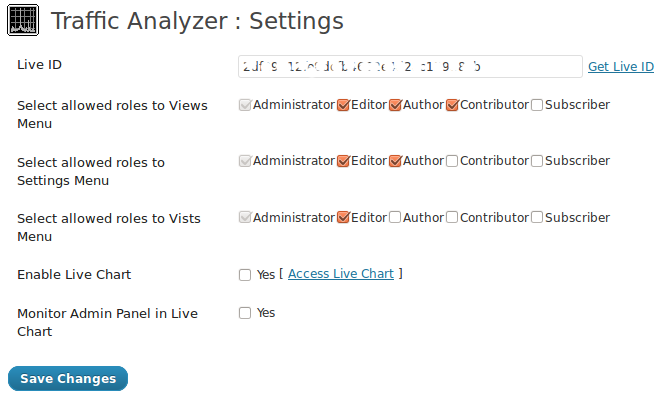 Traffic Analyzer : Settings
Live ID
Get Live ID
Select allowed roles to Views
Menu
Administrator Editor Author Contributor Subscriber
Select allowed roles to
Settings Menu
Administrator Editor Author Contributor Subscriber
Select allowed roles to Vists
Menu
Administrator Editor Author Contributor Subscriber
Enable Live Chart
Yes [ Access Live Chart ]
Monitor Admin Panel in Live
Chart
Yes
Save Changes